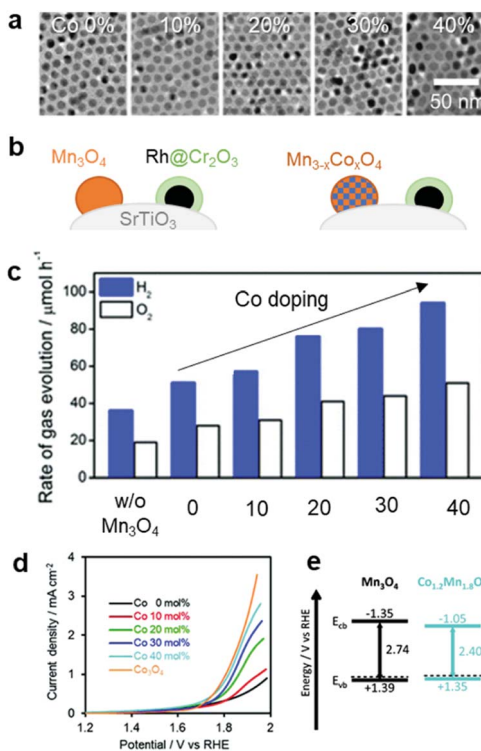 a
Co 0% 10% 20% 30% 40%
50 nm
b
Mn3O4 Rh@Cr2O3 Mn3-xCoxO4
SrTiO3
c
Rate of gas evolution / μmol h-1
100
80
60
40
20
0
H2
O2
Co doping
w/o
Mn3O4
0 10 20 30 40
d
Current density / mA cm-2
4
3
2
1
0
Co 0 mol%
Co 10 mol%
Co 20 mol%
Co 30 mol%
Co 40 mol%
Co3O4
1.2 1.4 1.6 1.8 2
Potential / V vs RHE
e
Energy / V vs RHE
Mn3O4 Co1.2Mn1.8O
Ecb -1.35 -1.05
2.74 2.40
Evb +1.39 +1.35